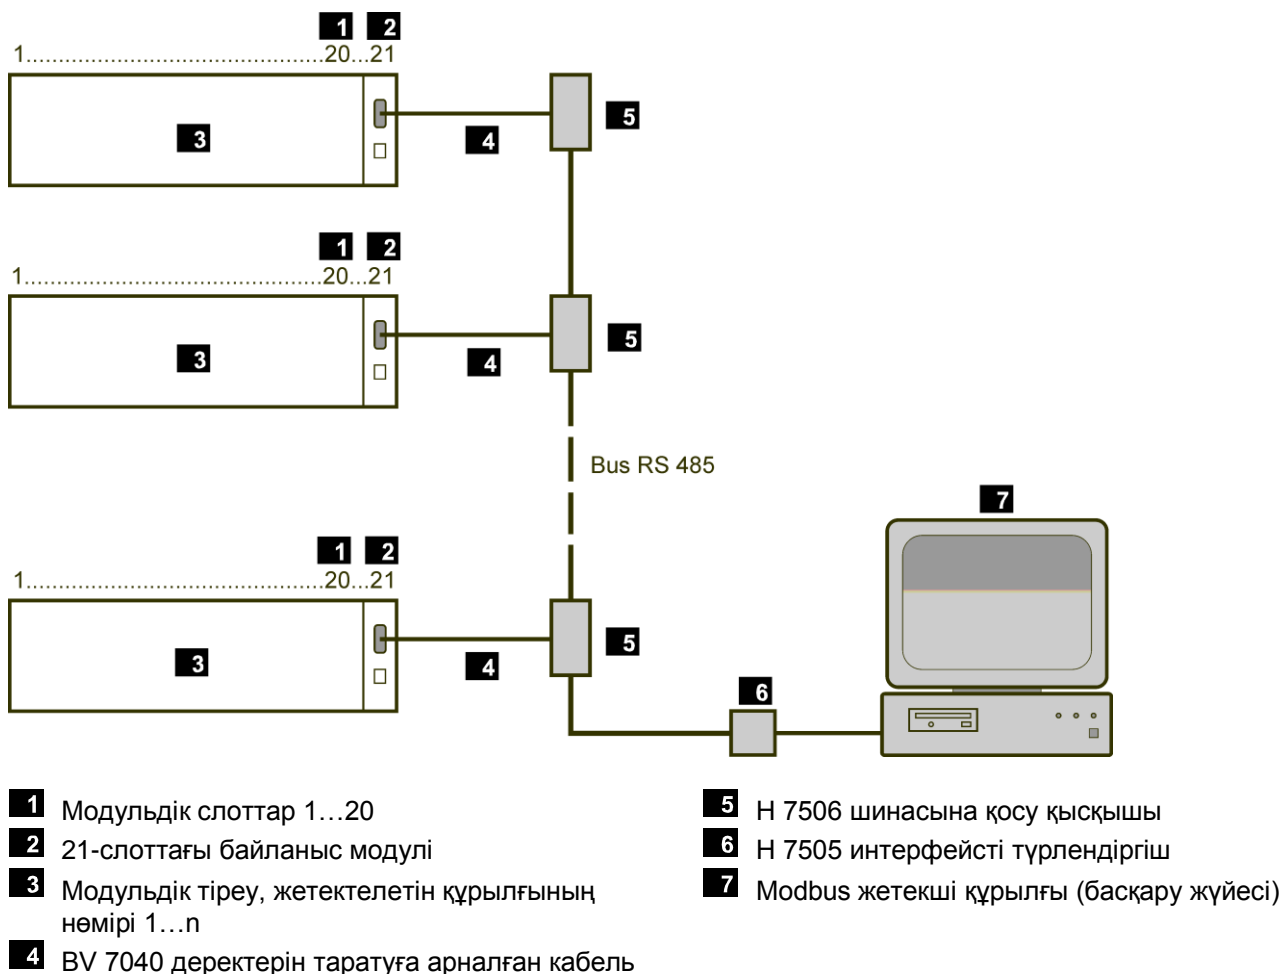 1 2
1......................................................20...21
3
4
5
1 2
1......................................................20...21
3
4
5
Bus RS 485
7
1 2
1......................................................20...21
3
4
5
6
1 Модульдік слоттар 1…20
2 21-слоттағы байланыс модулі
3 Модульдік тіреу, жетектелетін құрылғының
нөмірі 1…n
4 BV 7040 деректерін таратуға арналған кабель
5 H 7506 шинасына қосу қысқышы
6 H 7505 интерфейсті түрлендіргіш
7 Modbus жетекші құрылғы (басқару жүйесі)